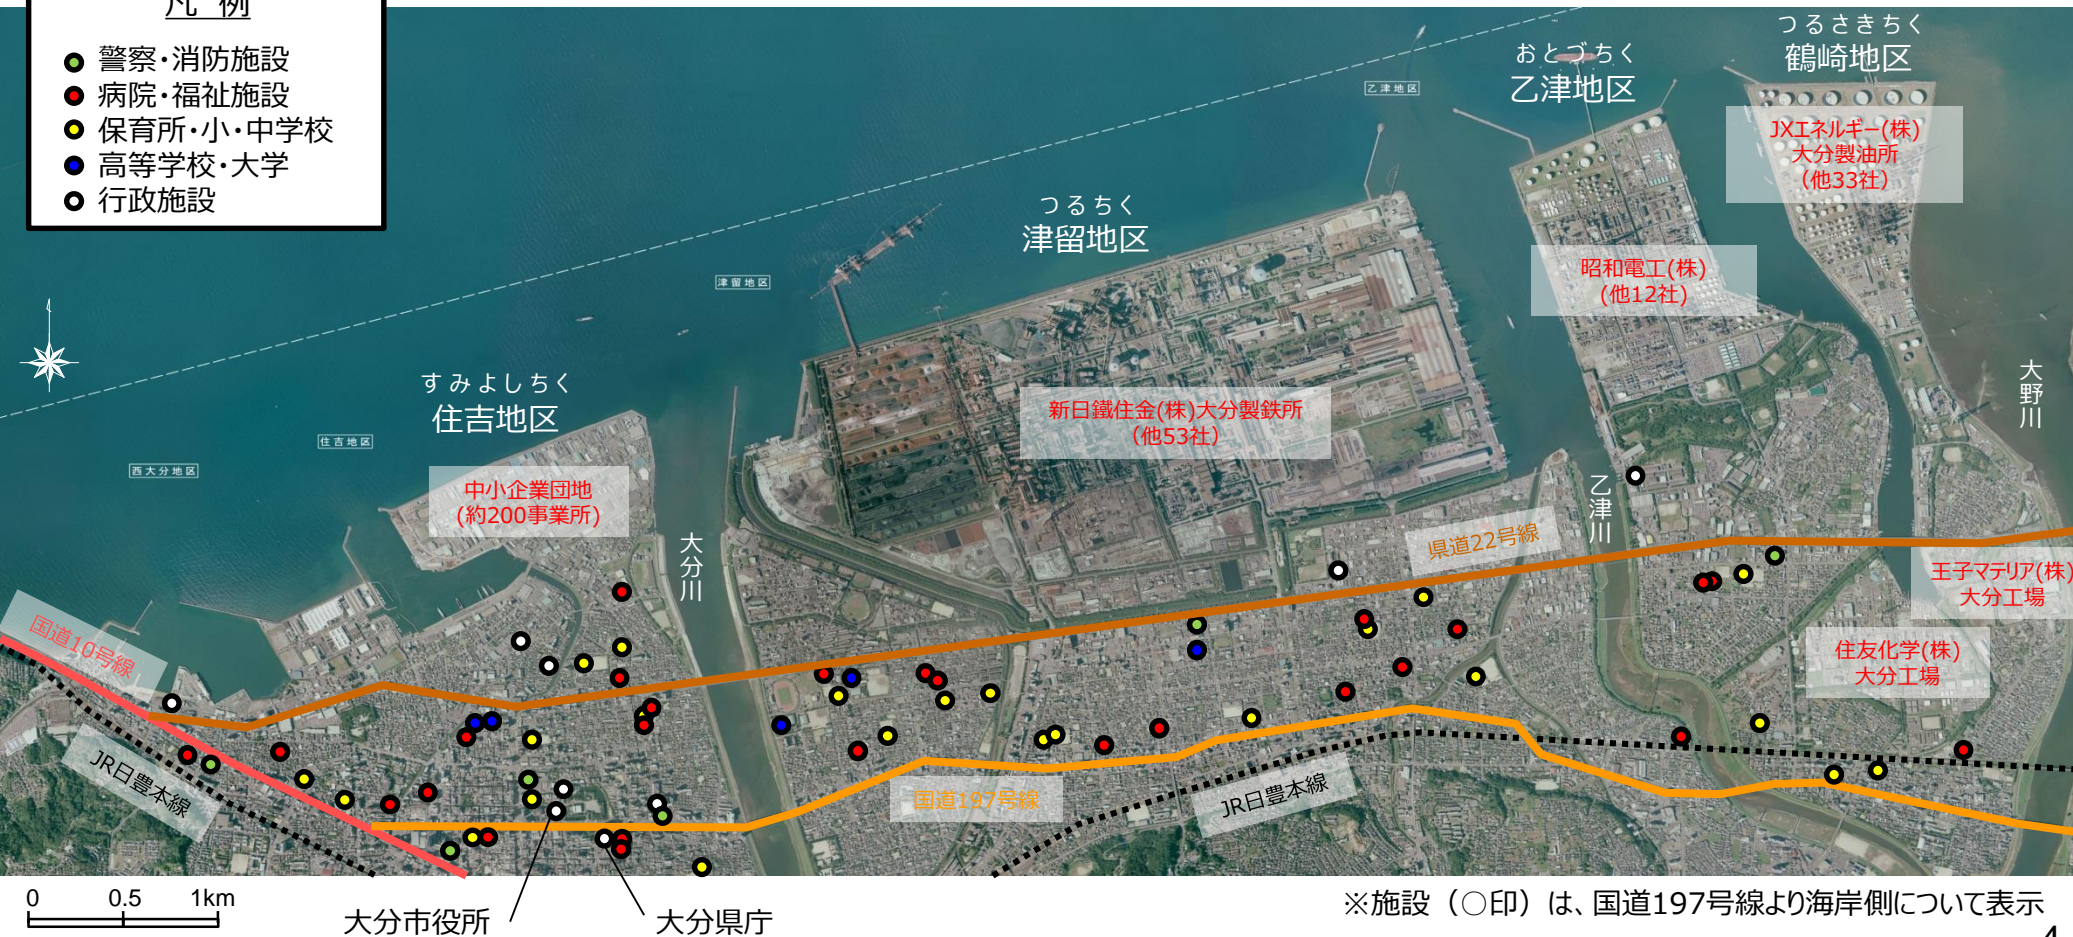 凡 例
警察・消防施設
病院・福祉施設
保育所・小・中学校
高等学校・大学
行政施設
つるさきちく
鶴崎地区
おとづちく
乙津地区
乙津地区
JXエネルギー(株)
大分製油所
（他33社）
つるちく
津留地区
昭和電工(株)
(他12社)
津留地区
すみよしちく
住吉地区
大野川
新日鐵住金(株)大分製鉄所
（他53社）
住吉地区
西大分地区
中小企業団地
(約200事業所)
乙津川
大分川
県道22号線
王子マテリア(株)
大分工場
国道10号線
住友化学(株)
大分工場
JR日豊本線
国道197号線
JR日豊本線
0 0.5 1km
大分市役所
大分県庁
※施設（○印）は、国道197号線より海岸側について表示
4